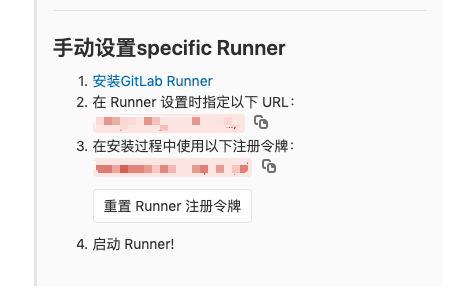 手动设置specific Runner
1. 安装GitLab Runner
2. 在 Runner 设置时指定以下 URL：
3. 在安装过程中使用以下注册令牌：
重置 Runner 注册令牌
4. 启动 Runner!